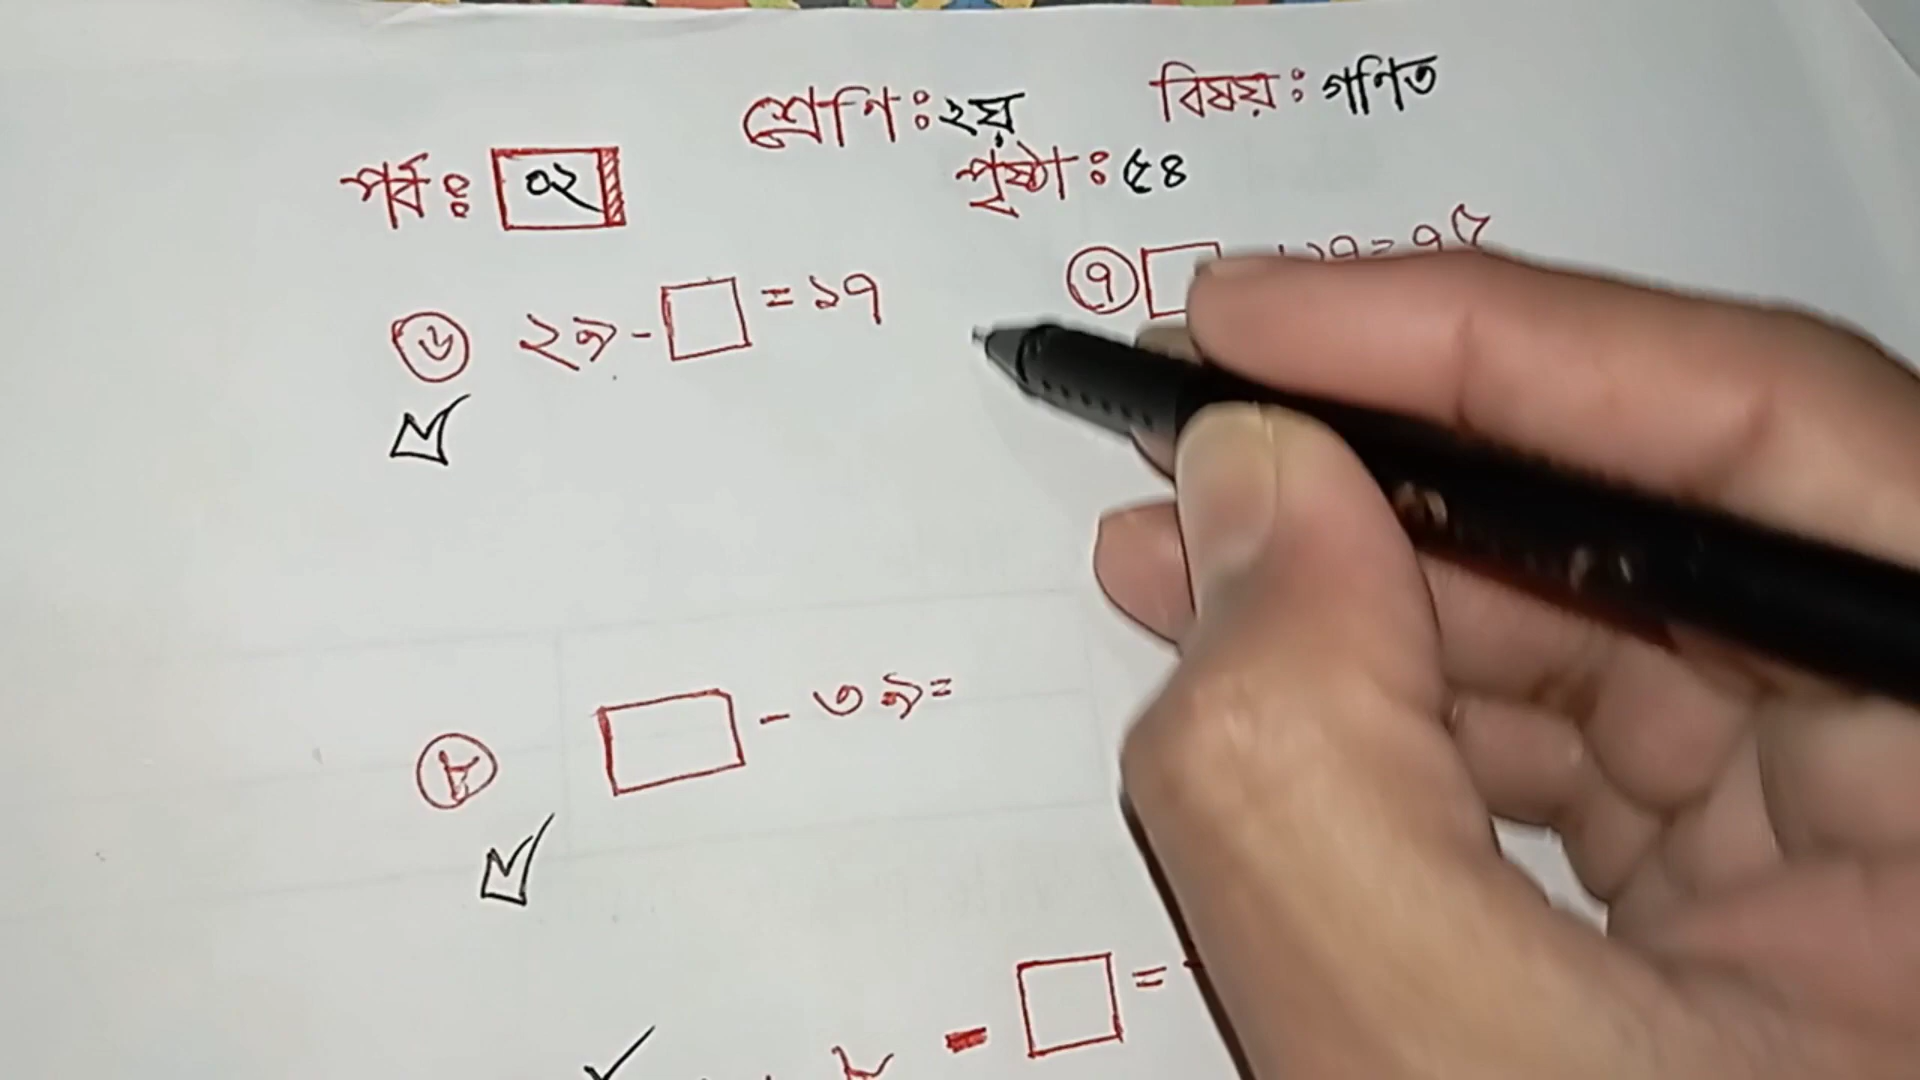 শ্রেণি: ২য়
বিষয়: গণিত
পর্ব: ০২
পৃষ্ঠা: ৫৪
৬ ২৯ - □ = ১৭
৭ □
৮ □ - ৩৯ =
- □ =